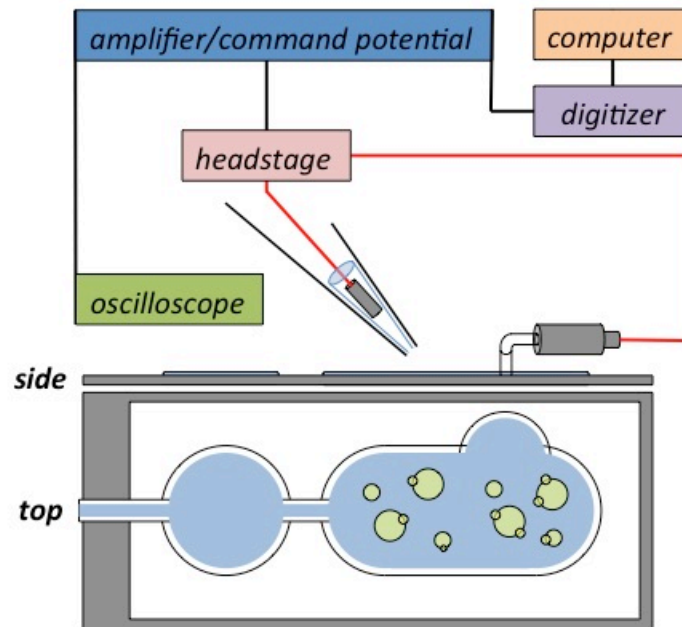 amplifier/command potential
computer
digitizer
headstage
oscilloscope
side
top